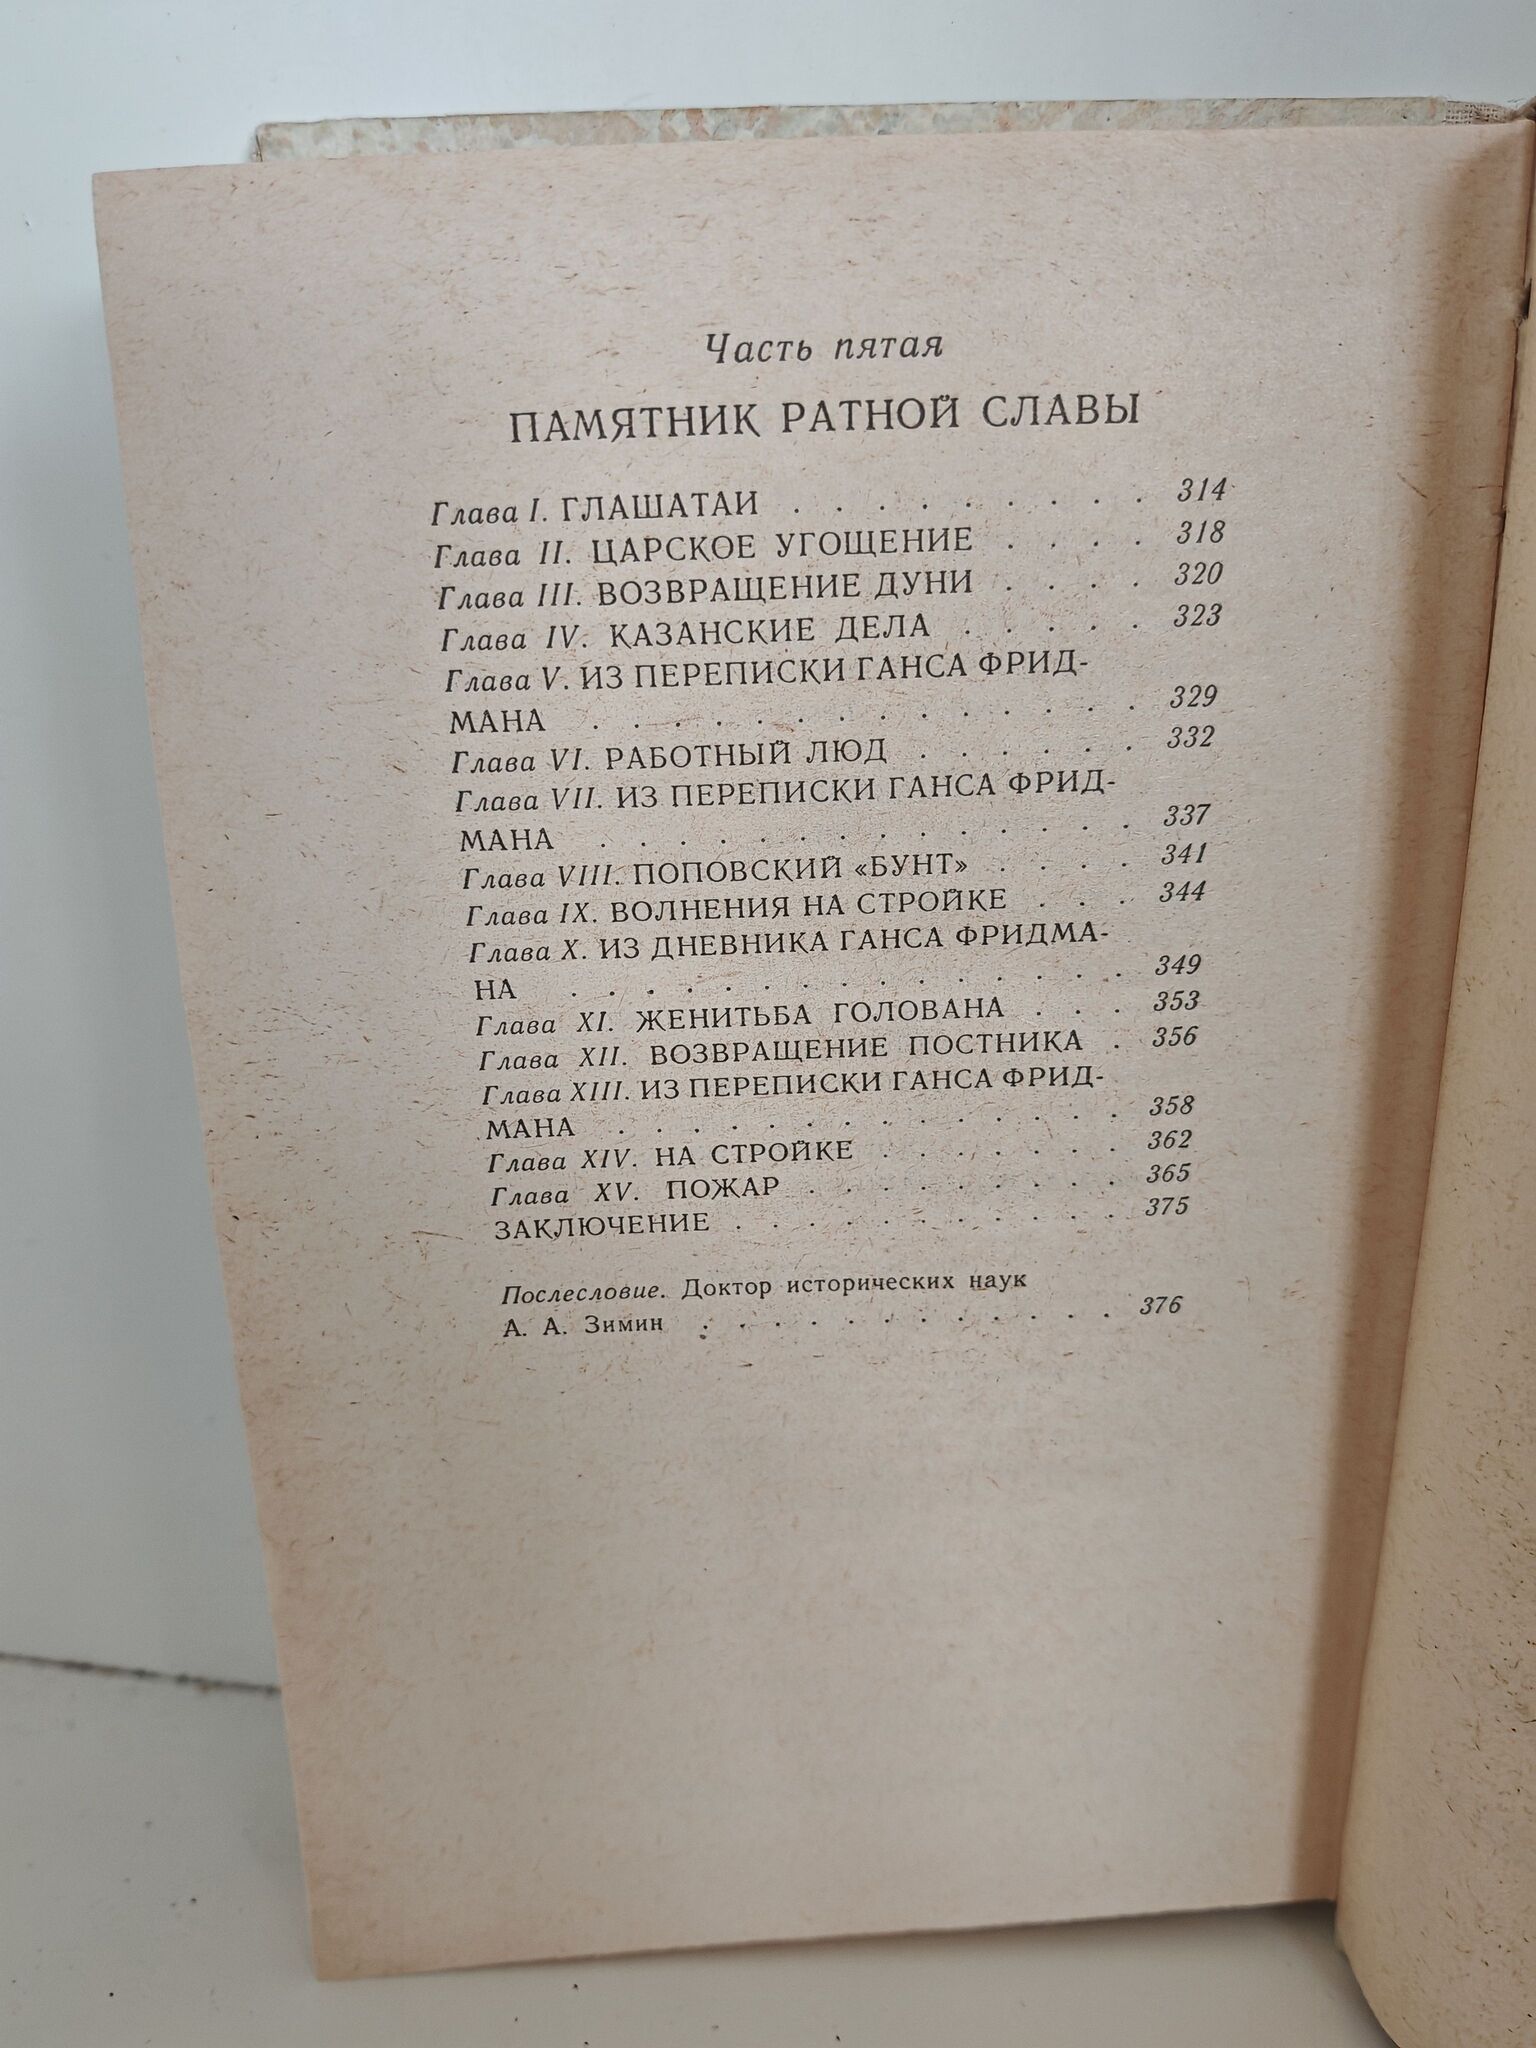 Часть пятая
ПАМЯТНИК РАТНОЙ СЛАВЫ
Глава I. ГЛАШАТАИ . . . . . . . . . 314
Глава II. ЦАРСКОЕ УГОЩЕНИЕ . . . . 318
Глава III. ВОЗВРАЩЕНИЕ ДУНИ . . . . 320
Глава IV. КАЗАНСКИЕ ДЕЛА . . . . . 323
Глава V. ИЗ ПЕРЕПИСКИ ГАНСА ФРИД-
МАНА . . . . . . . . . . . . . . 329
Глава VI. РАБОТНЫЙ ЛЮД . . . . . . 332
Глава VII. ИЗ ПЕРЕПИСКИ ГАНСА ФРИД-
МАНА . . . . . . . . . . . . . . 337
Глава VIII. ПОПОВСКИЙ «БУНТ» . . . . 341
Глава IX. ВОЛНЕНИЯ НА СТРОЙКЕ . . . 344
Глава X. ИЗ ДНЕВНИКА ГАНСА ФРИДМА-
НА . . . . . . . . . . . . . . . 349
Глава XI. ЖЕНИТЬБА ГОЛОВАНА . . . 353
Глава XII. ВОЗВРАЩЕНИЕ ПОСТНИКА . 356
Глава XIII. ИЗ ПЕРЕПИСКИ ГАНСА ФРИД-
МАНА . . . . . . . . . . . . . . 358
Глава XIV. НА СТРОЙКЕ . . . . . . . 362
Глава XV. ПОЖАР . . . . . . . . . 365
ЗАКЛЮЧЕНИЕ . . . . . . . . . . . 375
Послесловие. Доктор исторических наук
А. А. Зимин . . . . . . . . . . . . 376